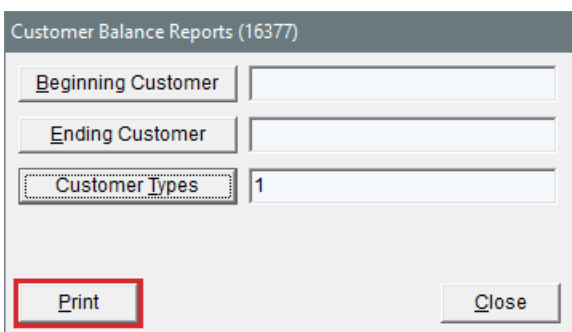 Customer Balance Reports (16377)
Beginning Customer
Ending Customer
Customer Types 1
Print Close